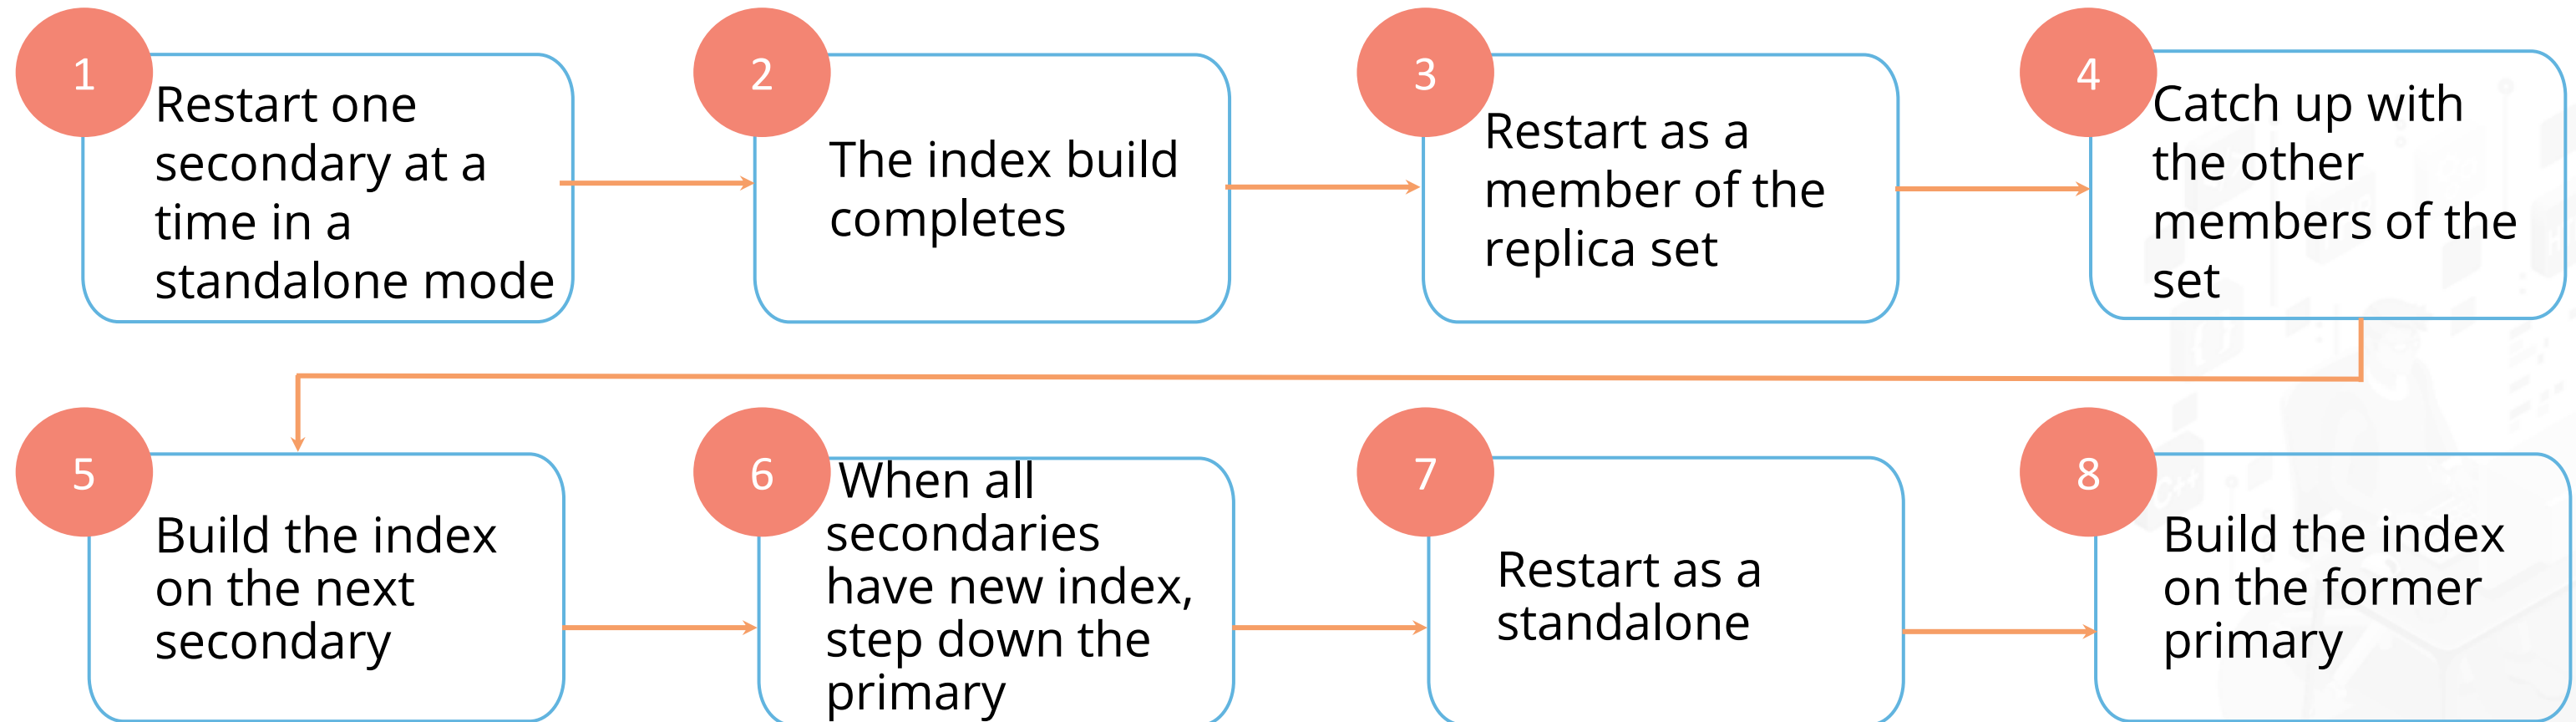 1
Restart one
secondary at a
time in a
standalone mode
2
The index build
completes
3
Restart as a
member of the
replica set
4
Catch up with
the other
members of the
set
5
Build the index
on the next
secondary
6
When all
secondaries
have new index,
step down the
primary
7
Restart as a
standalone
8
Build the index
on the former
primary
C++